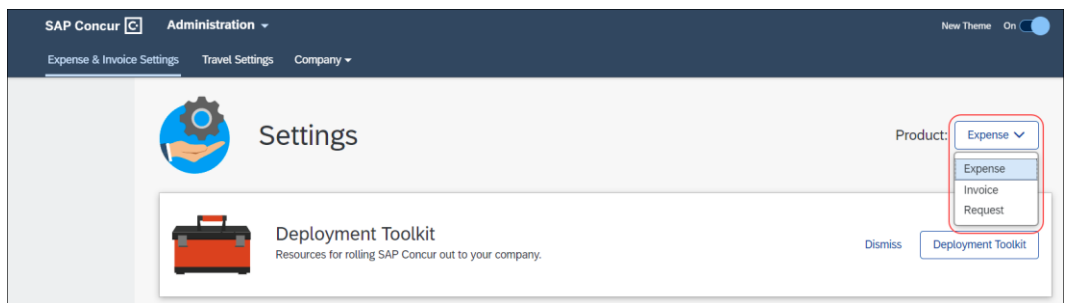 SAP Concur C Administration
New Theme On
Expense & Invoice Settings Travel Settings Company
Settings
Product: Expense
Expense
Invoice
Request
Deployment Toolkit
Resources for rolling SAP Concur out to your company.
Dismiss Deployment Toolkit